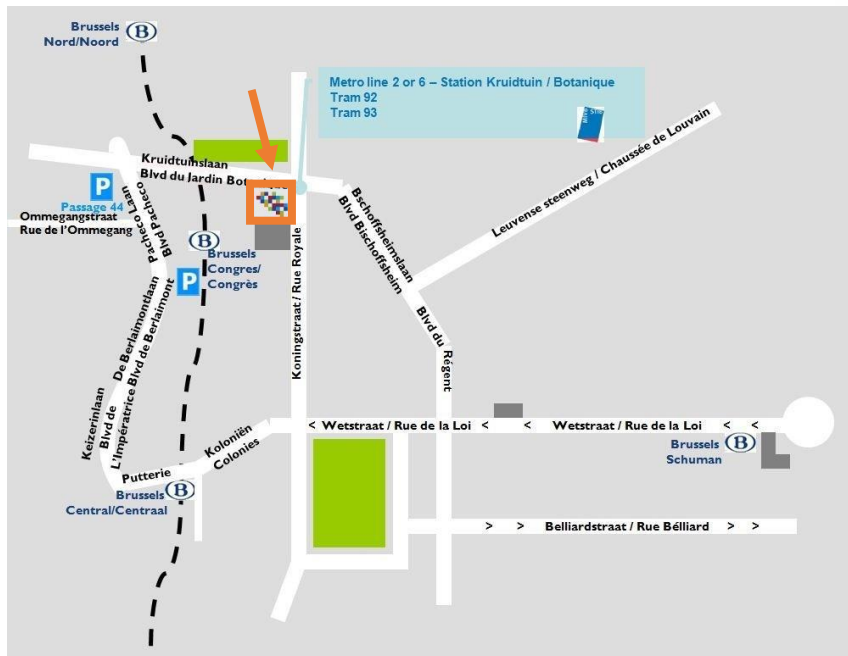 Brussels
Nord/Noord
B
Metro line 2 or 6 – Station Kruidtuin / Botanique
Tram 92
Tram 93
Kruidtuinslaan
Blvd du Jardin
P
Passage 44
Ommegangstraat
Rue de l’Ommegang
Pacheco Laan
Blvd Pacheco
B
Brussels
Congres/
Congrès
P
Koningstraat / Rue Royale
Bschoffsheimslaan
Blvd Bischoffsheim
Leuvense steenweg / Chaussée de Louvain
Blvd du Régent
De Berlaimontlaan
Blvd de Berlaimont
Keizerinlaan
Blvd de
L’Impératrice
Koloniën
Colonies
Putterie
Brussels
Central/Centraal
B
< Wetstraat / Rue de la Loi < <
Wetstraat / Rue de la Loi < <
Brussels
Schuman
B
> > Belliardstraat / Rue Bélliard > >